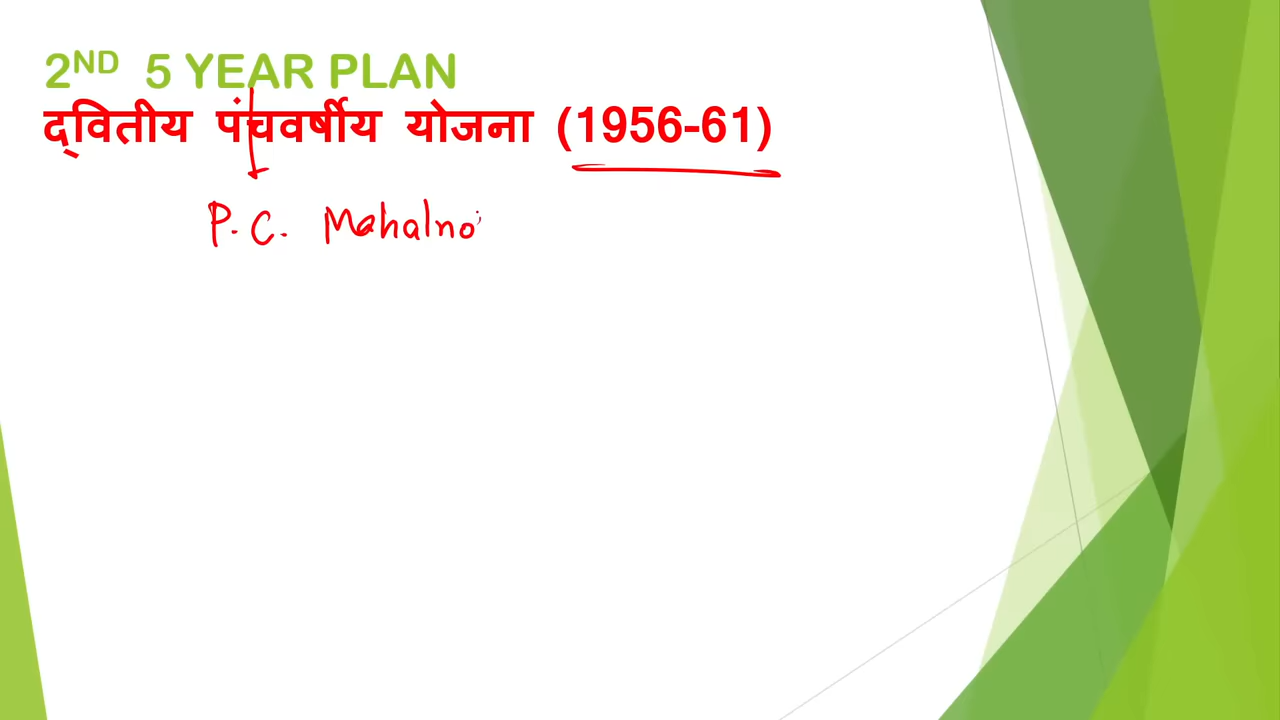 2ND 5 YEAR PLAN
द्वितीय पंचवर्षीय योजना (1956-61)
P.C. Mahalno